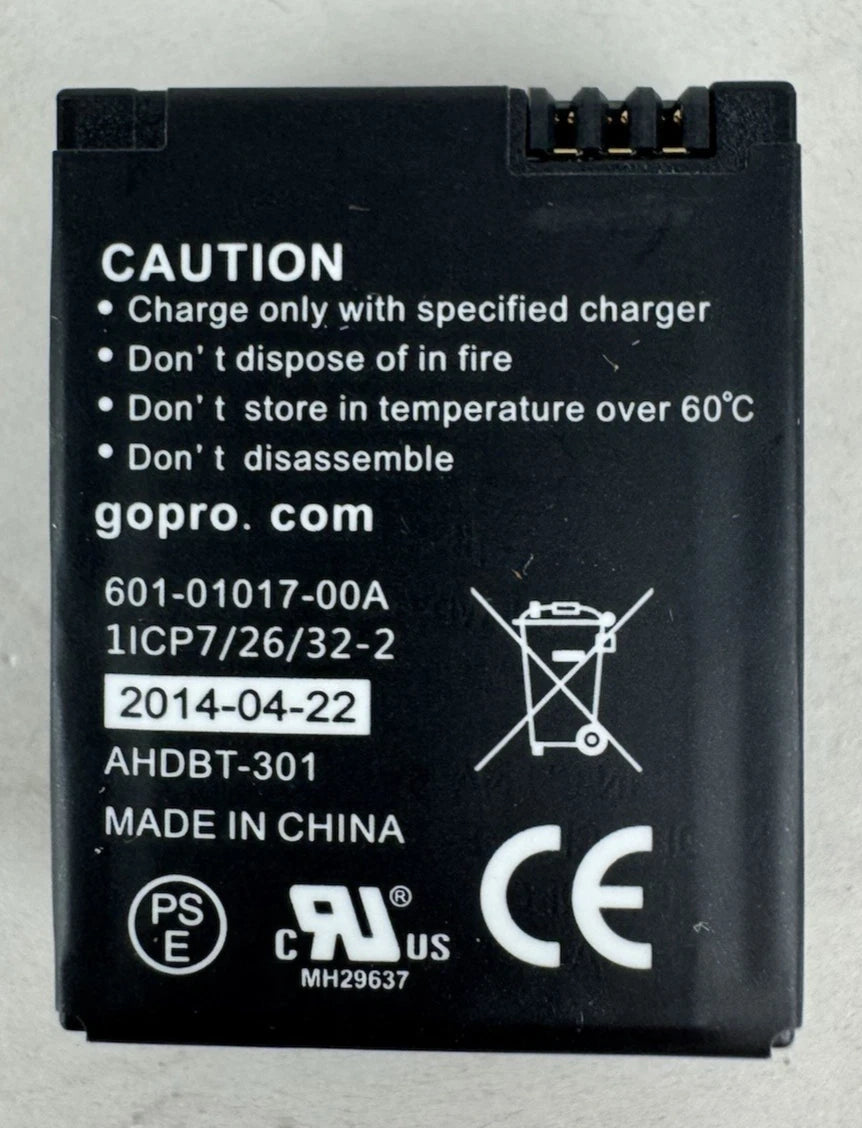 CAUTION
• Charge only with specified charger
• Don't dispose of in fire
• Don't store in temperature over 60℃
• Don't disassemble
gopro. com
601-01017-00A
1ICP7/26/32-2
2014-04-22
AHDBT-301
MADE IN CHINA
PS
E
c RU ® US
MH29637
CE